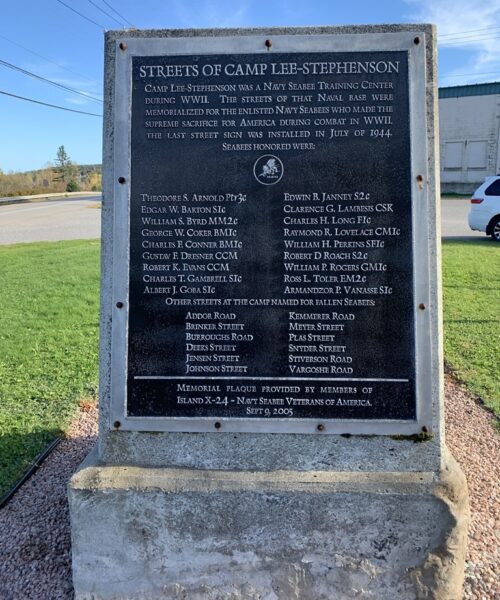 STREETS OF CAMP LEE-STEPHENSON
CAMP LEE-STEPHENSON WAS A NAVY SEABEE TRAINING CENTER
DURING WWII. THE STREETS OF THAT NAVAL BASE WERE
MEMORIALIZED FOR THE ENLISTED NAVY SEABEES WHO MADE THE
SUPREME SACRIFICE FOR AMERICA DURING COMBAT IN WWII.
THE LAST STREET SIGN WAS INSTALLED IN JULY OF 1944.
SEABEES HONORED WERE:
THEODORE S. ARNOLD Ptr3c
EDGAR W. BARTON S1c
WILLIAM S. BYRD MM2c
GEORGE W. COKER BM1c
CHARLES F. CONNER BM1c
GUSTAV F. DRESNER CCM
ROBERT K. EVANS CCM
CHARLES T. GAMBRELL S1c
ALBERT J. GOBA S1c
EDWIN B. JANNEY S2c
CLARENCE G. LAMBESIS CSK
CHARLES H. LONG F1c
RAYMOND R. LOVELACE CM1c
WILLIAM H. PERKINS SF1c
ROBERT D ROACH S2c
WILLIAM P. ROGERS GM1c
ROSS L. TOLER EM2c
ARMANDZOR P. VANASSE S1c
OTHER STREETS AT THE CAMP NAMED FOR FALLEN SEABEES:
ADDOR ROAD
BRINKER STREET
BURROUGHS ROAD
DEEKS STREET
JENSEN STREET
JOHNSON STREET
KEMMERER ROAD
MEYER STREET
PLAS STREET
SNYDER STREET
STIVERSON ROAD
VARGOSHE ROAD
MEMORIAL PLAQUE PROVIDED BY MEMBERS OF
ISLAND X-24 - NAVY SEABEE VETERANS OF AMERICA.
SEPT 9, 2005